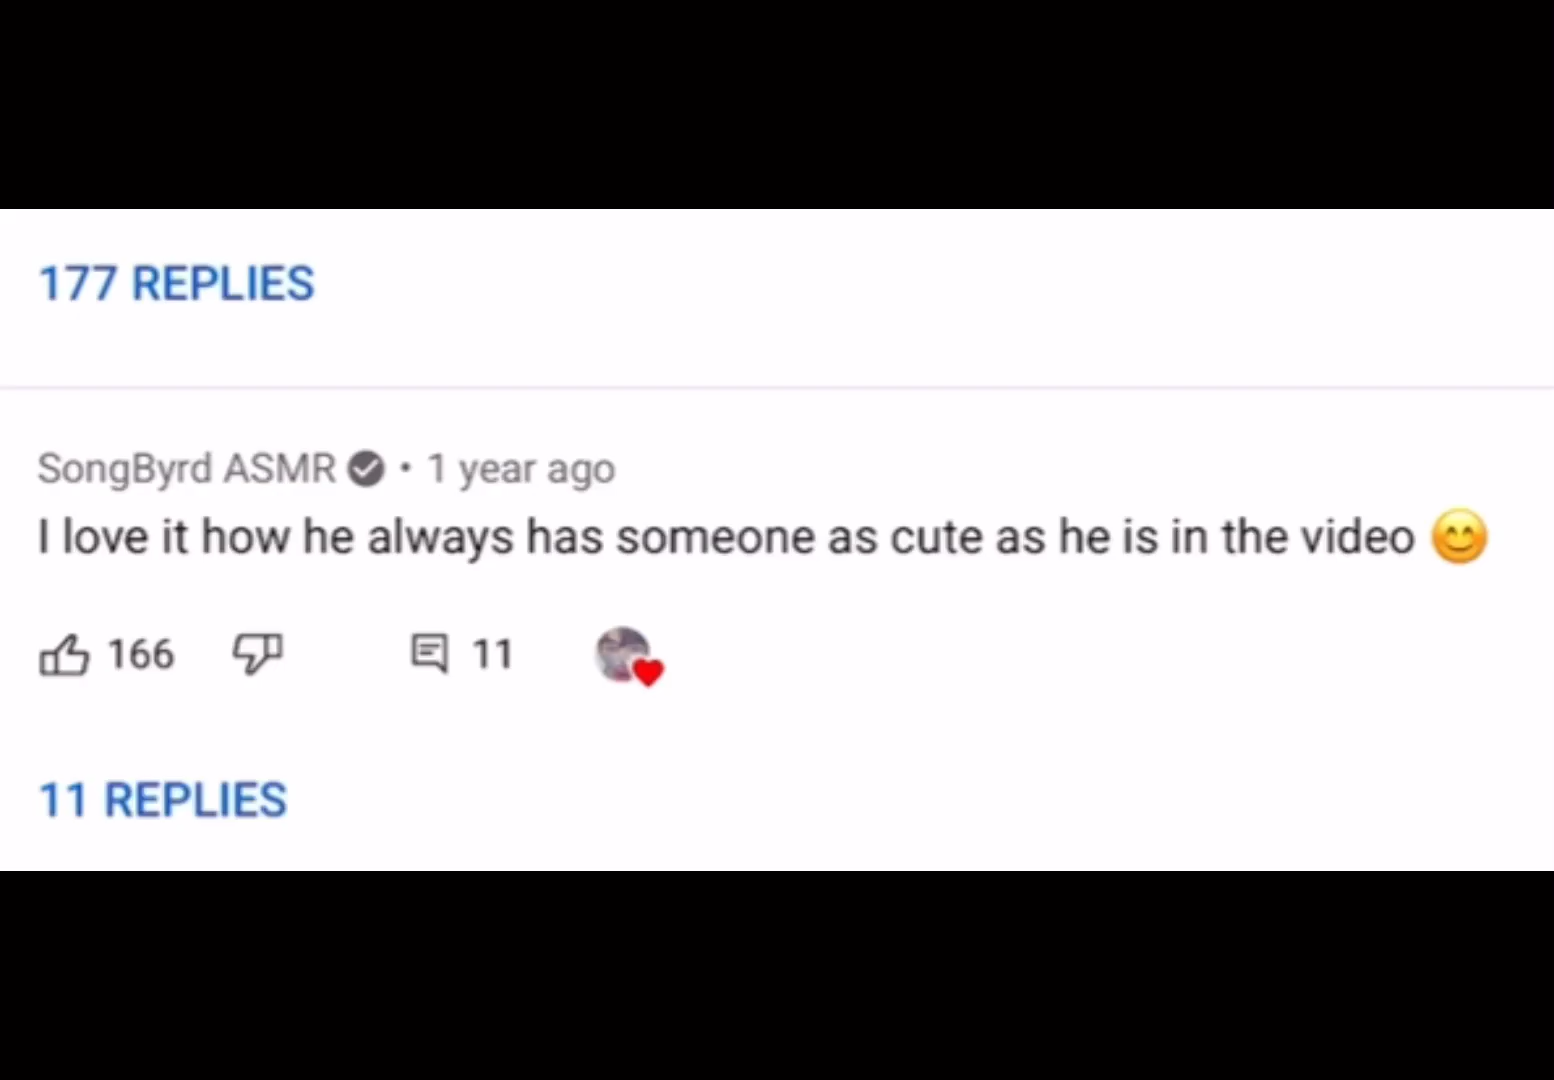 177 REPLIES
SongByrd ASMR • 1 year ago
I love it how he always has someone as cute as he is in the video 😊
166 11
11 REPLIES